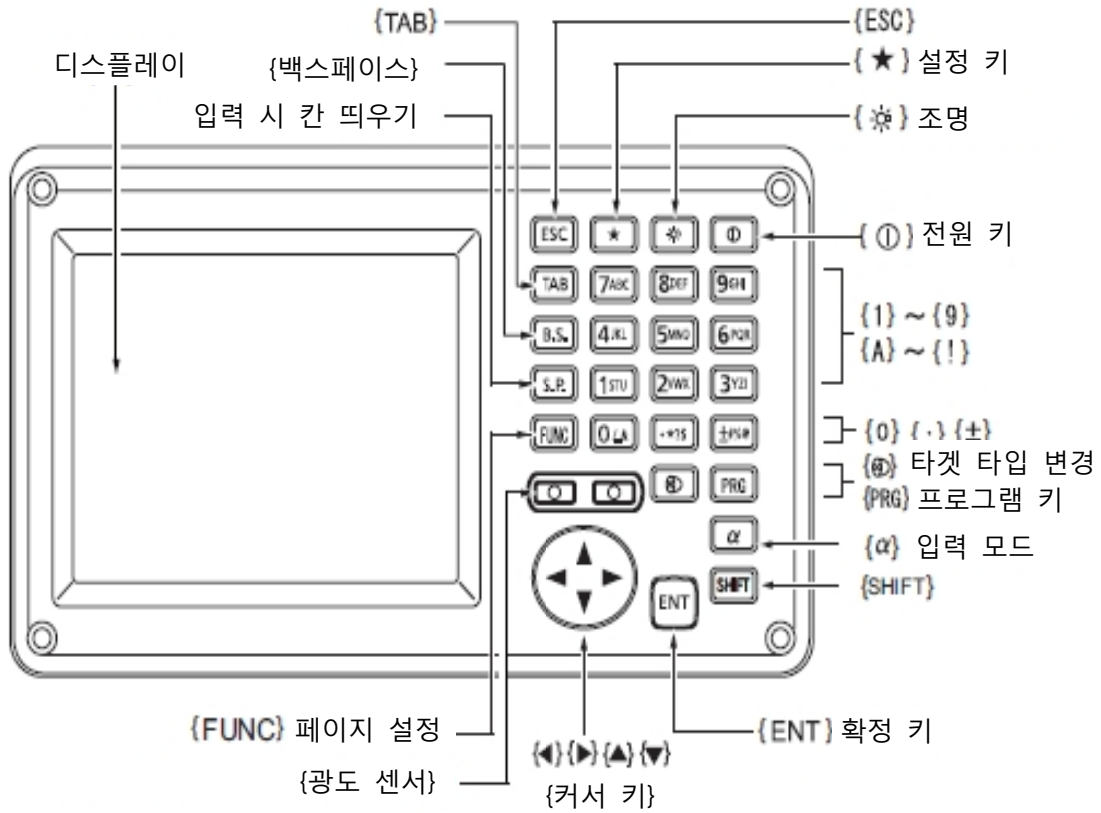 {TAB}
{ESC}
디스플레이
{백스페이스}
{★} 설정 키
입력 시 칸 띄우기
{☼} 조명
{⏼} 전원 키
ESC ★ ☼ ⏼
TAB 7ABC 8DEF 9GHI
B.S. 4JKL 5MNO 6PQR
S.P. 1STU 2VWX 3YZ
FUNC 0 .*?$ ±#%@
PRG
α
SHIFT
ENT
{1} ~ {9}
{A} ~ {!}
{0} {·} {±}
타겟 타입 변경
{PRG} 프로그램 키
{α} 입력 모드
{SHIFT}
{FUNC} 페이지 설정
{광도 센서}
{◀}{▶}{▲}{▼}
{커서 키}
{ENT} 확정 키